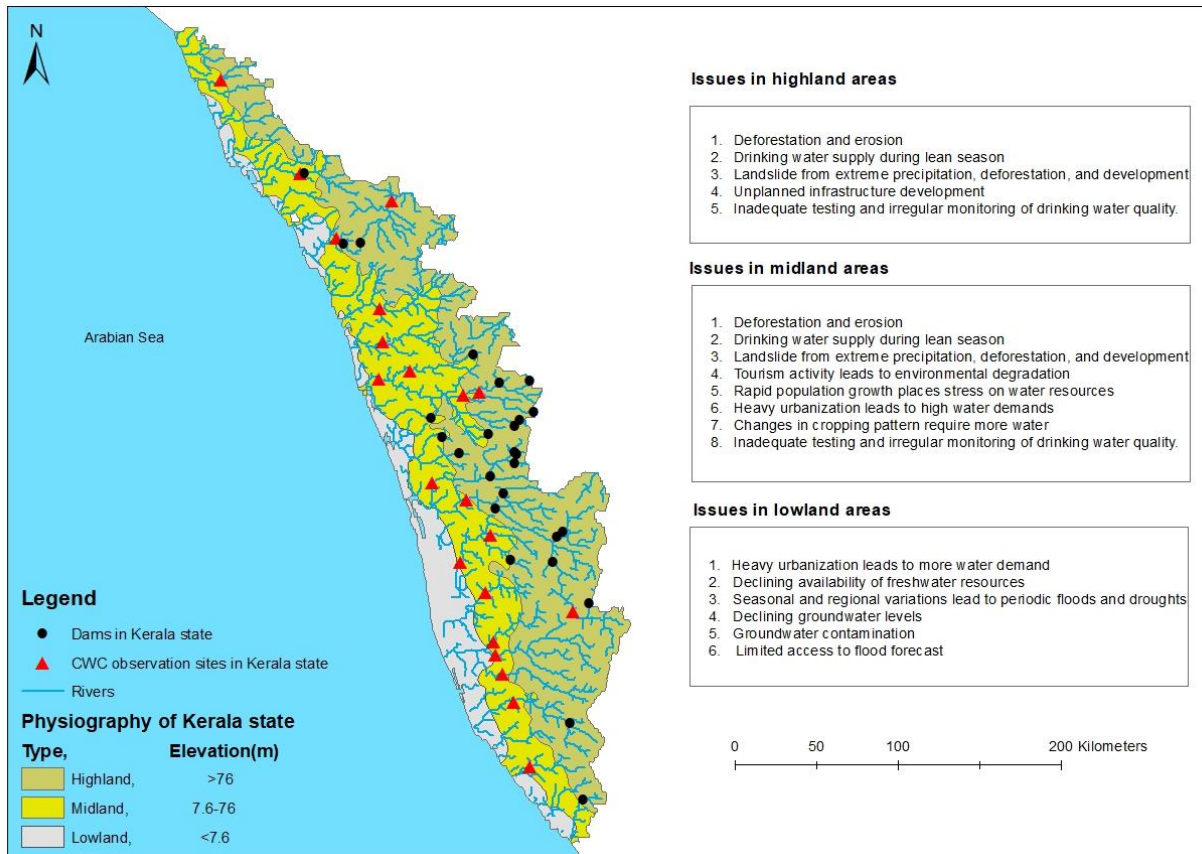 N
Arabian Sea
Legend
Dams in Kerala state
CWC observation sites in Kerala state
Rivers
Physiography of Kerala state
Type, Elevation(m)
Highland, >76
Midland, 7.6-76
Lowland, <7.6
Issues in highland areas
1. Deforestation and erosion
2. Drinking water supply during lean season
3. Landslide from extreme precipitation, deforestation, and development
4. Unplanned infrastructure development
5. Inadequate testing and irregular monitoring of drinking water quality.
Issues in midland areas
1. Deforestation and erosion
2. Drinking water supply during lean season
3. Landslide from extreme precipitation, deforestation, and development
4. Tourism activity leads to environmental degradation
5. Rapid population growth places stress on water resources
6. Heavy urbanization leads to high water demands
7. Changes in cropping pattern require more water
8. Inadequate testing and irregular monitoring of drinking water quality.
Issues in lowland areas
1. Heavy urbanization leads to more water demand
2. Declining availability of freshwater resources
3. Seasonal and regional variations lead to periodic floods and droughts
4. Declining groundwater levels
5. Groundwater contamination
6. Limited access to flood forecast
0 50 100 200 Kilometers